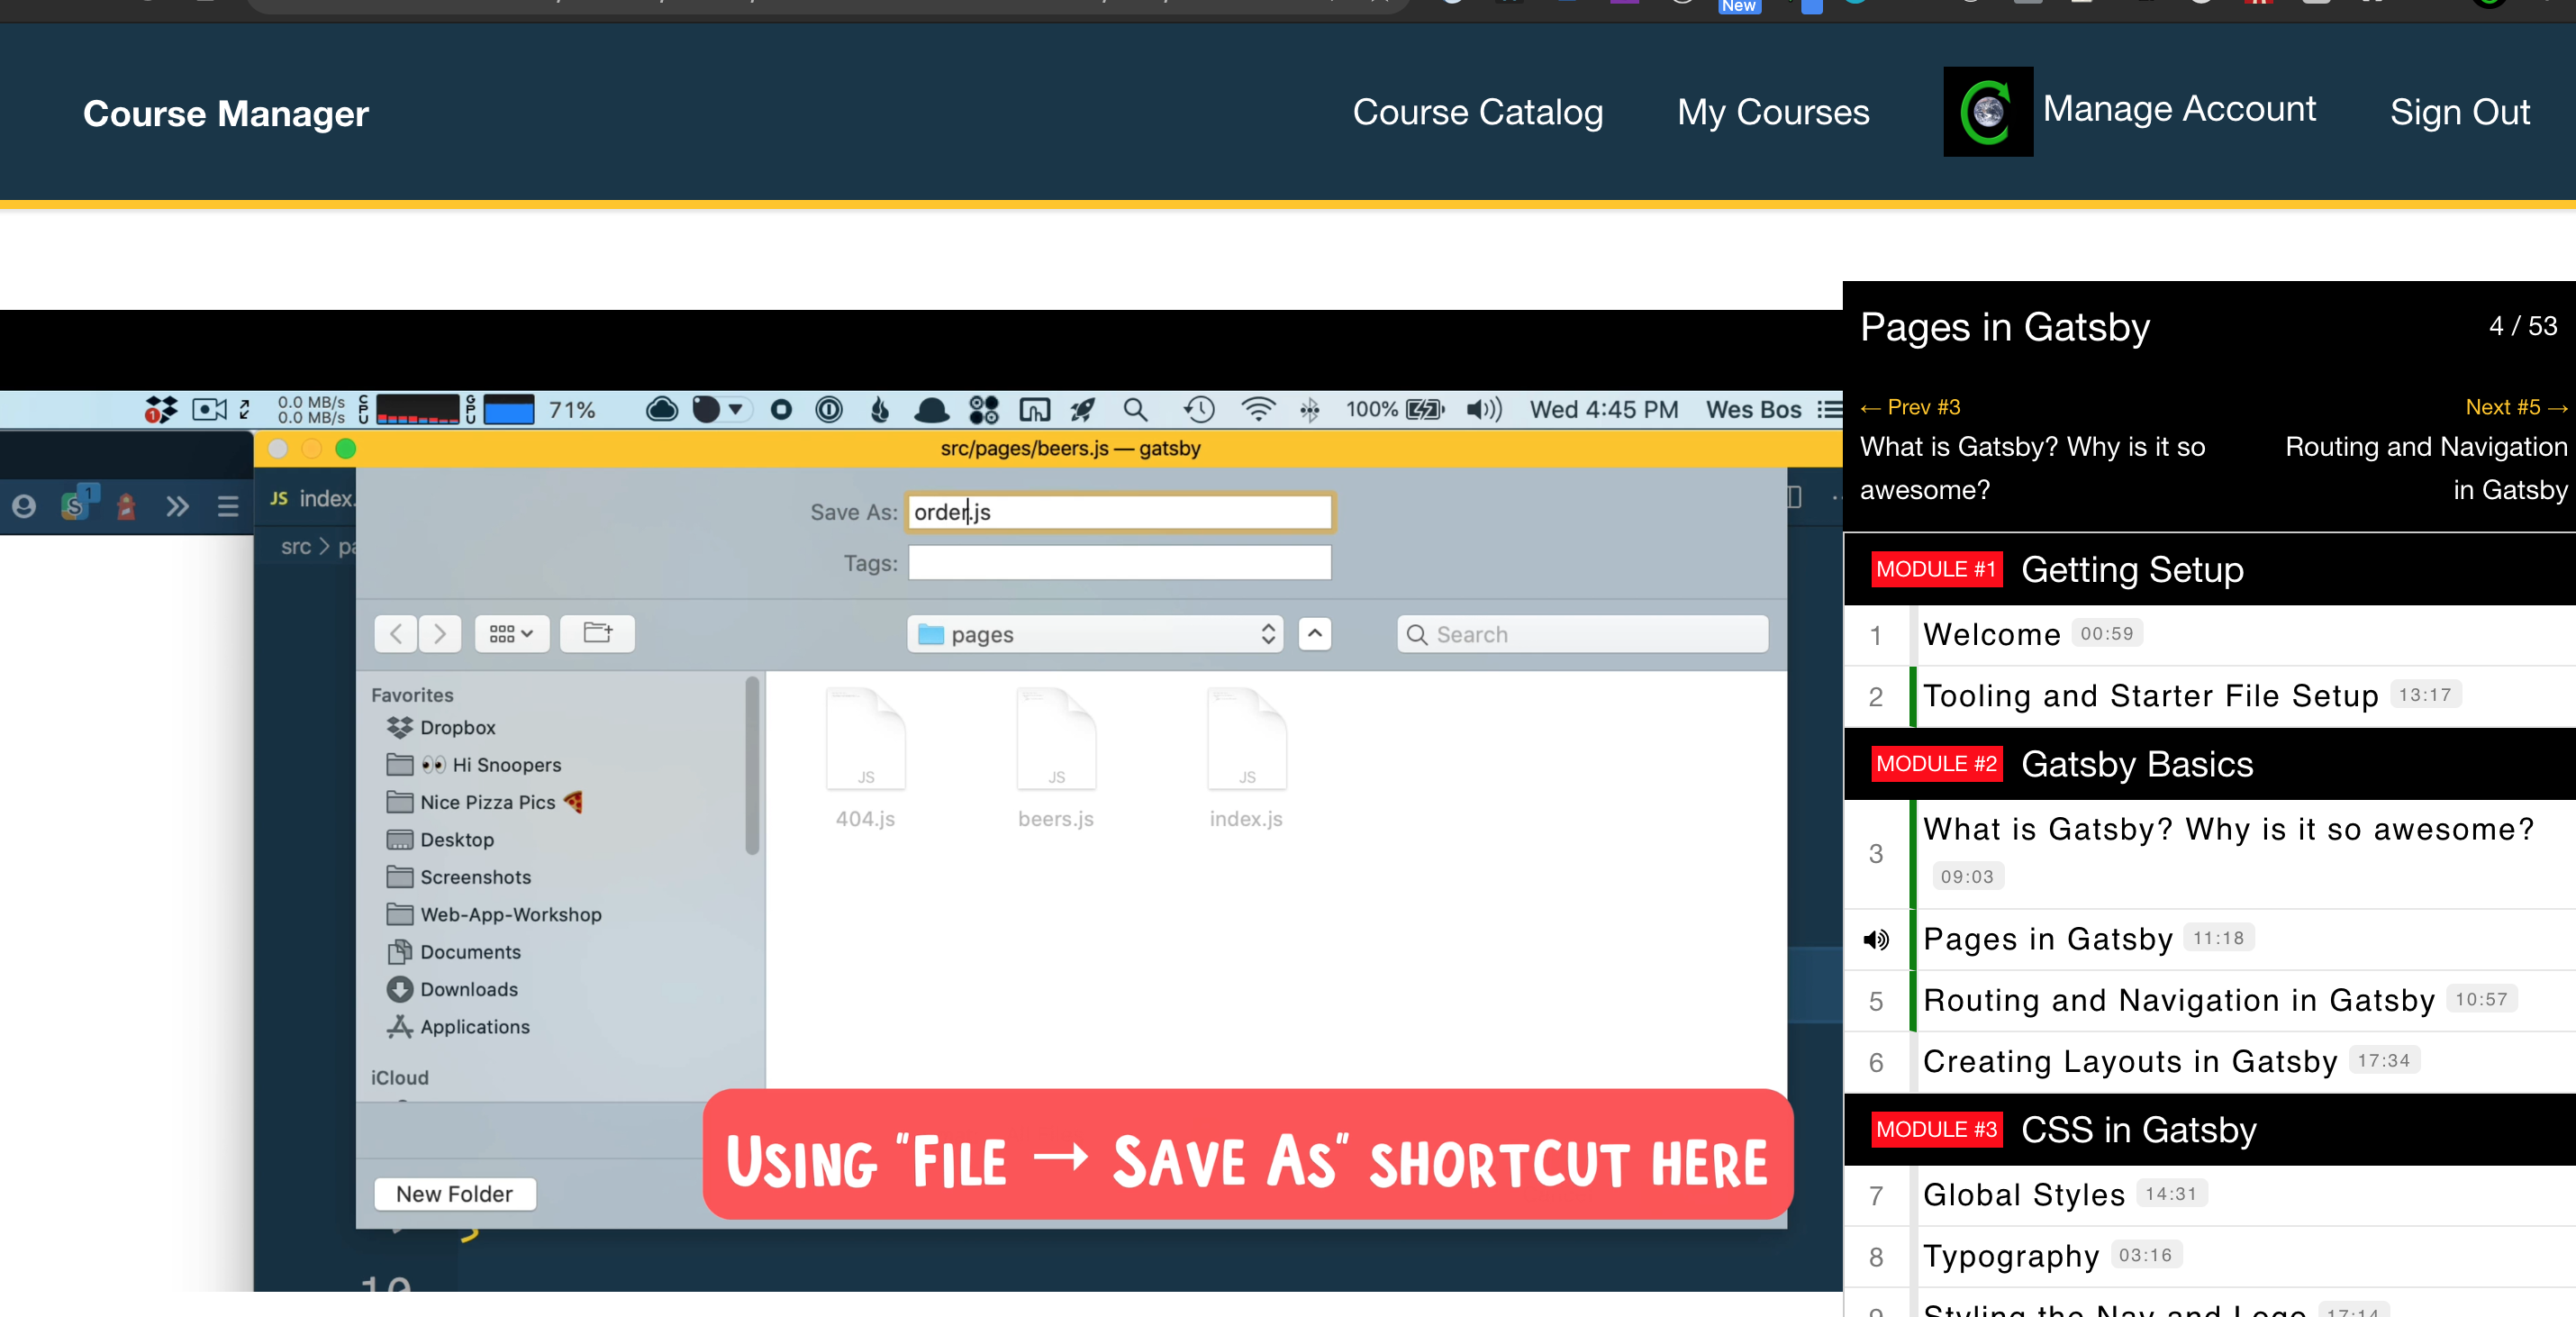 New
Course Manager
Course Catalog
My Courses
Manage Account
Sign Out
1
0.0 MB/s
0.0 MB/s
CPU
GPU
71%
100%
Wed 4:45 PM
Wes Bos
src/pages/beers.js — gatsby
1
JS index.
src > pa
Save As: order.js
Tags:
pages
Search
Favorites
Dropbox
👀 Hi Snoopers
Nice Pizza Pics 🍕
Desktop
Screenshots
Web-App-Workshop
Documents
Downloads
Applications
iCloud
JS
JS
JS
404.js
beers.js
index.js
USING "FILE → SAVE AS" SHORTCUT HERE
New Folder
10
Pages in Gatsby
4 / 53
← Prev #3
What is Gatsby? Why is it so
awesome?
Next #5 →
Routing and Navigation
in Gatsby
MODULE #1 Getting Setup
1 Welcome 00:59
2 Tooling and Starter File Setup 13:17
MODULE #2 Gatsby Basics
3 What is Gatsby? Why is it so awesome?
09:03
Pages in Gatsby 11:18
5 Routing and Navigation in Gatsby 10:57
6 Creating Layouts in Gatsby 17:34
MODULE #3 CSS in Gatsby
7 Global Styles 14:31
8 Typography 03:16
9 Styling the Nav and Logo 17:14